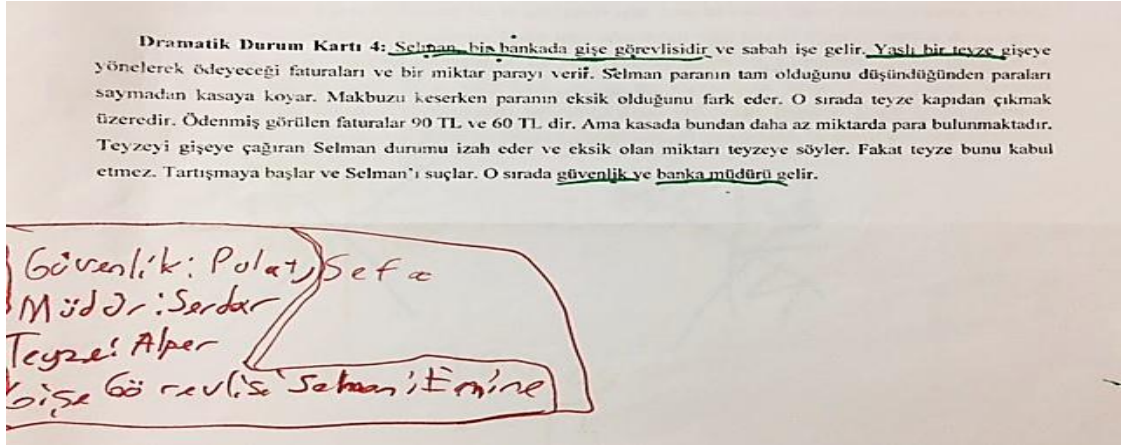 Dramatik Durum Kartı 4: Selman, bir bankada gişe görevlisidir ve sabah işe gelir. Yaşlı bir teyze gişeye
yönelerek ödeyeceği faturaları ve bir miktar parayı verir. Selman paranın tam olduğunu düşündüğünden paraları
saymadan kasaya koyar. Makbuzu keserken paranın eksik olduğunu fark eder. O sırada teyze kapıdan çıkmak
üzeredir. Ödenmiş görülen faturalar 90 TL ve 60 TL dir. Ama kasada bundan daha az miktarda para bulunmaktadır.
Teyzeyi gişeye çağıran Selman durumu izah eder ve eksik olan miktarı teyzeye söyler. Fakat teyze bunu kabul
etmez. Tartışmaya başlar ve Selman'ı suçlar. O sırada güvenlik ve banka müdürü gelir.
Güvenlik: Polat, Sefa
Müdür: Serdar
Teyze: Alper
Gişe Görevlisi Selman: Emine